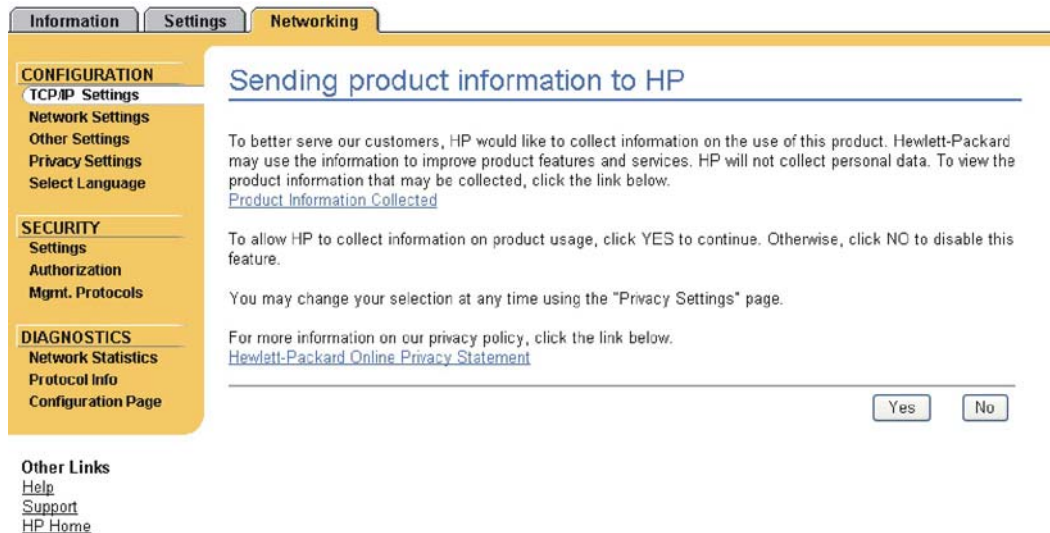 Information
Settings
Networking
CONFIGURATION
TCP/IP Settings
Network Settings
Other Settings
Privacy Settings
Select Language
SECURITY
Settings
Authorization
Mgmt. Protocols
DIAGNOSTICS
Network Statistics
Protocol Info
Configuration Page
Other Links
Help
Support
HP Home
Sending product information to HP
To better serve our customers, HP would like to collect information on the use of this product. Hewlett-Packard
may use the information to improve product features and services. HP will not collect personal data. To view the
product information that may be collected, click the link below.
Product Information Collected
To allow HP to collect information on product usage, click YES to continue. Otherwise, click NO to disable this
feature.
You may change your selection at any time using the "Privacy Settings" page.
For more information on our privacy policy, click the link below.
Hewlett-Packard Online Privacy Statement
Yes
No